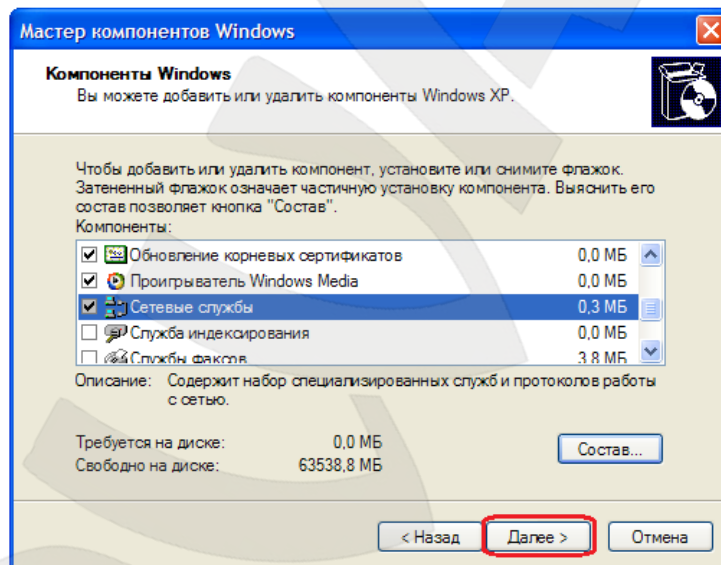 Мастер компонентов Windows
Компоненты Windows
Вы можете добавить или удалить компоненты Windows XP.
Чтобы добавить или удалить компонент, установите или снимите флажок.
Затененный флажок означает частичную установку компонента. Выяснить его
состав позволяет кнопка "Состав".
Компоненты:
Обновление корневых сертификатов 0,0 МБ
Проигрыватель Windows Media 0,0 МБ
Сетевые службы 0,3 МБ
Служба индексирования 0,0 МБ
Службы факсов 3,8 МБ
Описание: Содержит набор специализированных служб и протоколов работы
с сетью.
Требуется на диске: 0,0 МБ
Свободно на диске: 63538,8 МБ
Состав...
< Назад Далее > Отмена